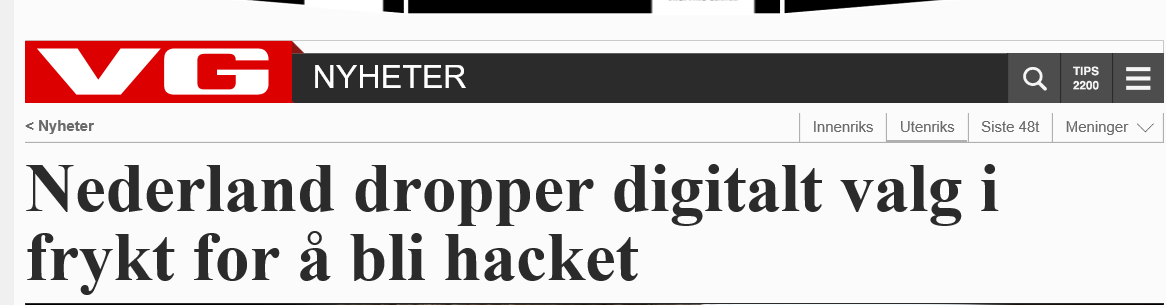 VG NYHETER TIPS
2200
< Nyheter Innenriks Utenriks Siste 48t Meninger
Nederland dropper digitalt valg i
frykt for å bli hacket